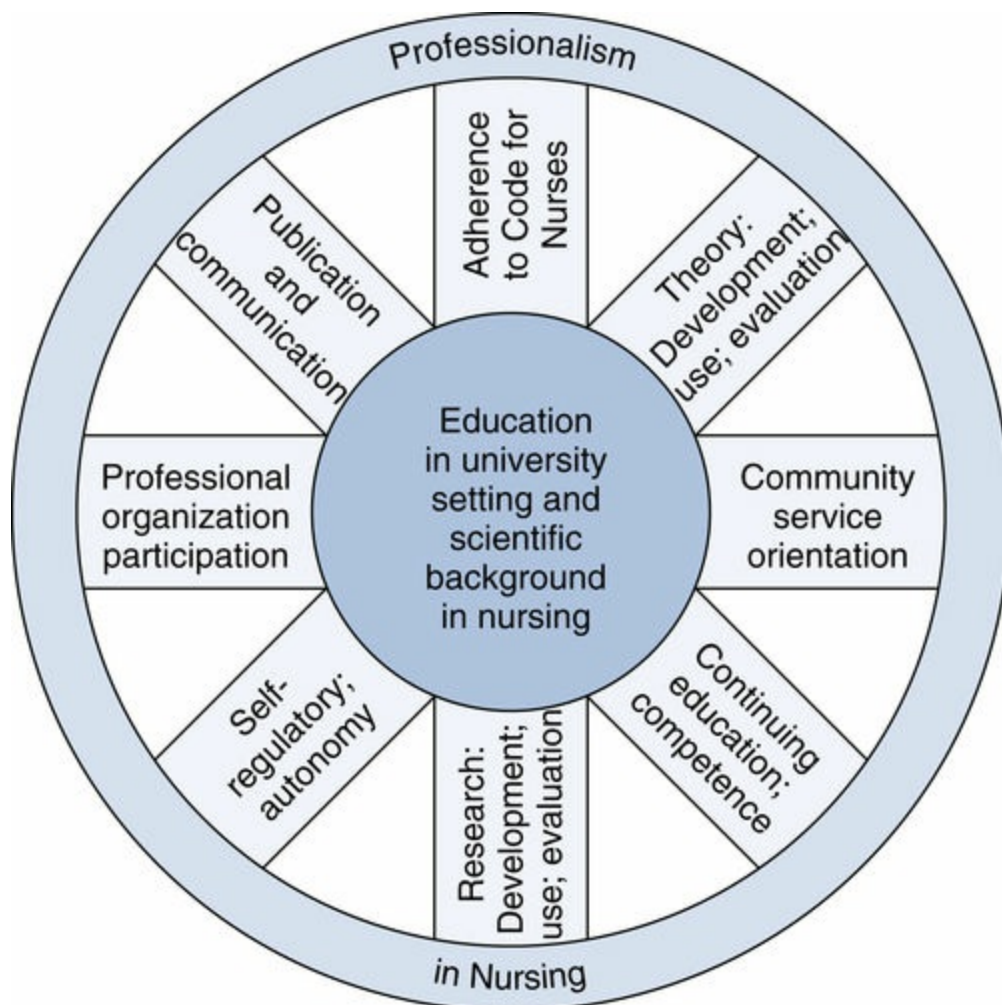 Professionalism
Adherence
to Code for
Nurses
Theory:
Development;
use; evaluation
Community
service
orientation
Continuing
education;
competence
Research:
Development;
use; evaluation
Self-
regulatory;
autonomy
Professional
organization
participation
Publication
and
communication
Education
in university
setting and
scientific
background
in nursing
in Nursing